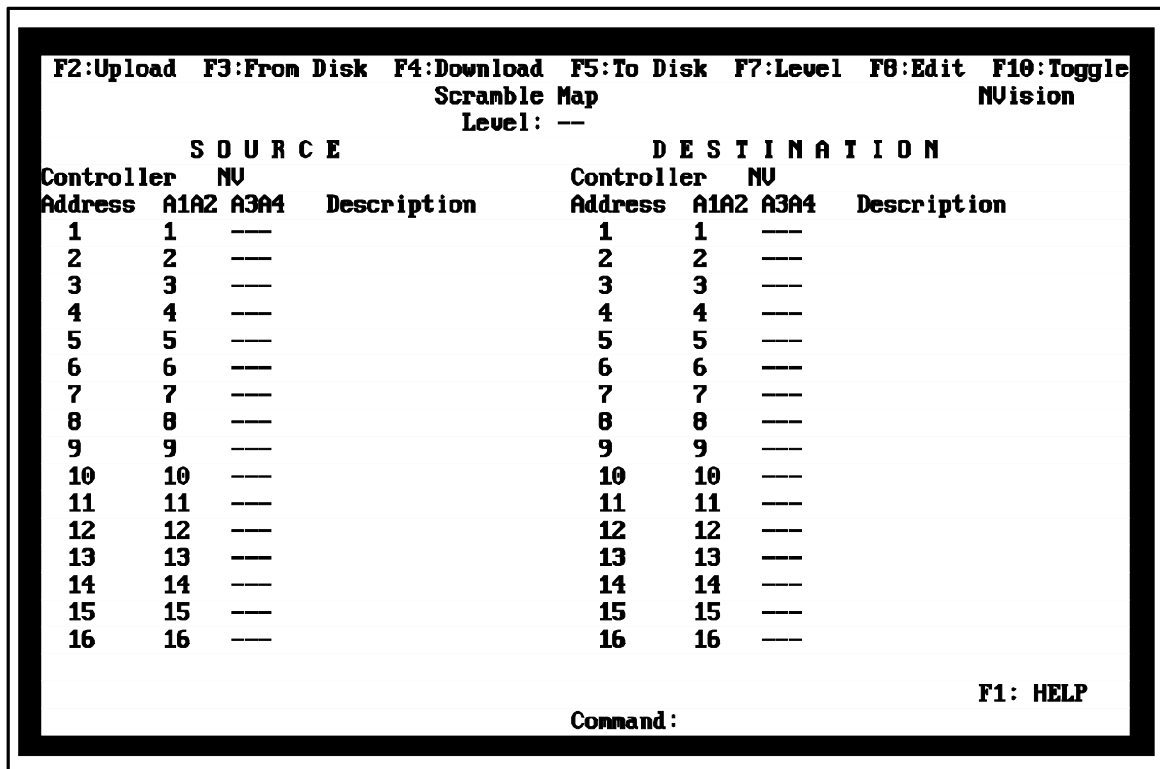 F2:Upload  F3:From Disk  F4:Download  F5:To Disk  F7:Level  F8:Edit  F10:Toggle
Scramble Map  NVision
Level: --
S O U R C E  D E S T I N A T I O N
Controller  NV  Controller  NV
Address  A1A2 A3A4  Description  Address  A1A2 A3A4  Description
1  1  ---  1  1  ---
2  2  ---  2  2  ---
3  3  ---  3  3  ---
4  4  ---  4  4  ---
5  5  ---  5  5  ---
6  6  ---  6  6  ---
7  7  ---  7  7  ---
8  8  ---  8  8  ---
9  9  ---  9  9  ---
10  10  ---  10  10  ---
11  11  ---  11  11  ---
12  12  ---  12  12  ---
13  13  ---  13  13  ---
14  14  ---  14  14  ---
15  15  ---  15  15  ---
16  16  ---  16  16  ---
F1: HELP
Command: